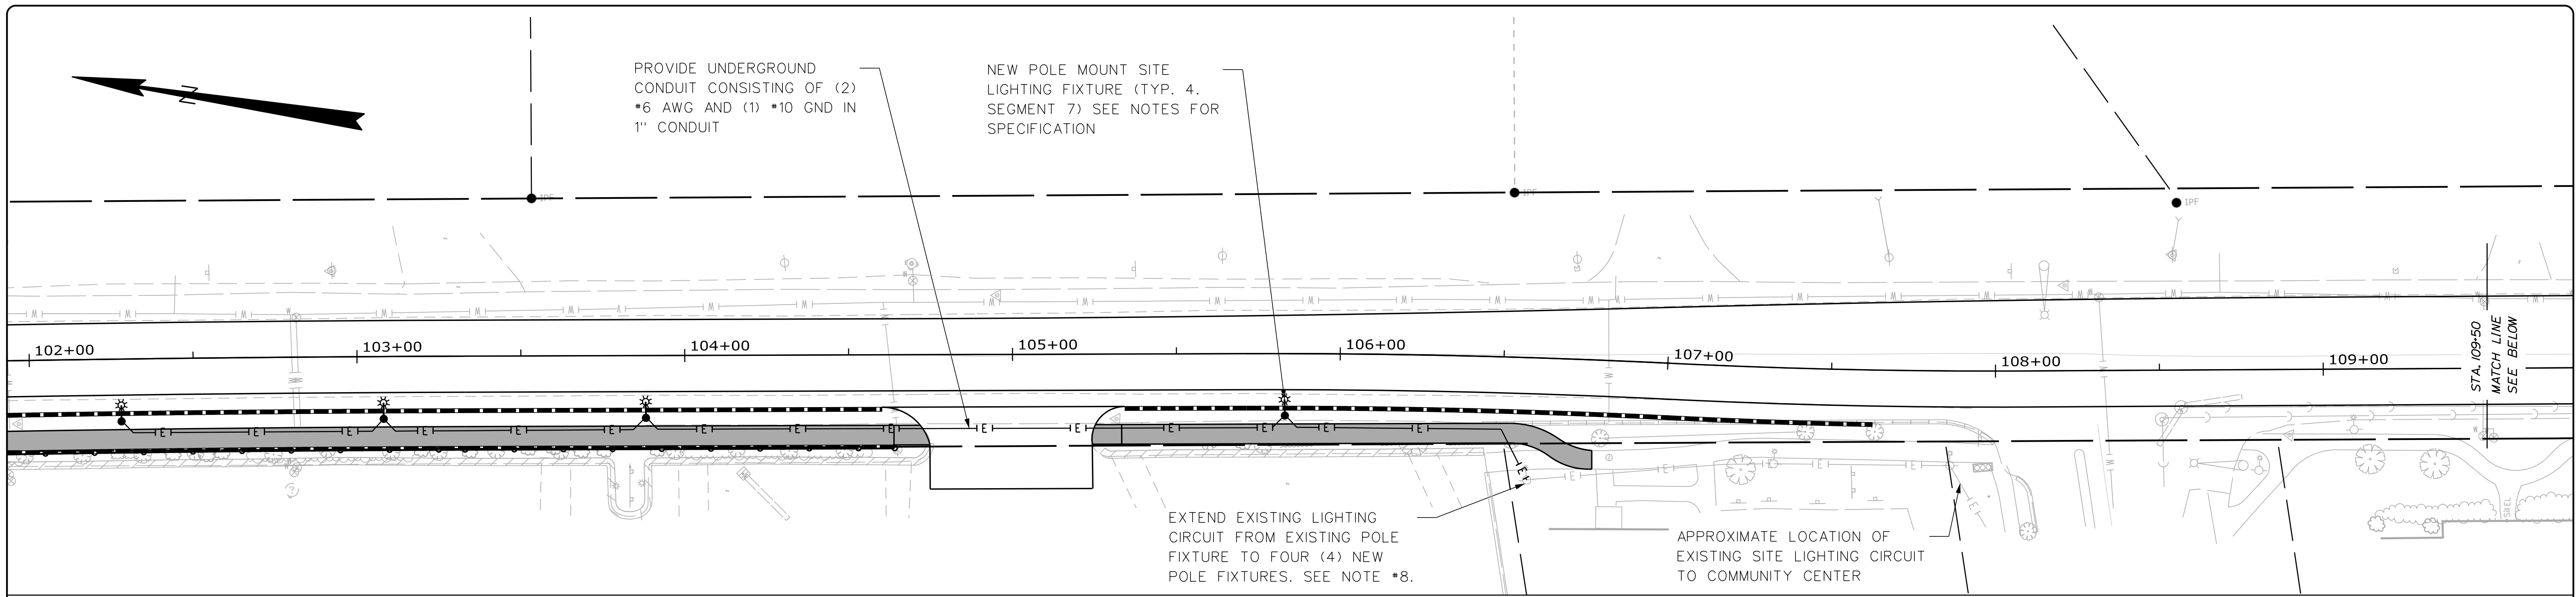 PROVIDE UNDERGROUND
CONDUIT CONSISTING OF (2)
#6 AWG AND (1) #10 GND IN
1" CONDUIT
NEW POLE MOUNT SITE
LIGHTING FIXTURE (TYP. 4.
SEGMENT 7) SEE NOTES FOR
SPECIFICATION
N
IPF
IPF
IPF
W W W W W W W W W
102+00
103+00
104+00
105+00
106+00
107+00
108+00
109+00
STA. 109+50
MATCH LINE
SEE BELOW
E E E E E E E E E E E E E
EXTEND EXISTING LIGHTING
CIRCUIT FROM EXISTING POLE
FIXTURE TO FOUR (4) NEW
POLE FIXTURES. SEE NOTE #8.
APPROXIMATE LOCATION OF
EXISTING SITE LIGHTING CIRCUIT
TO COMMUNITY CENTER